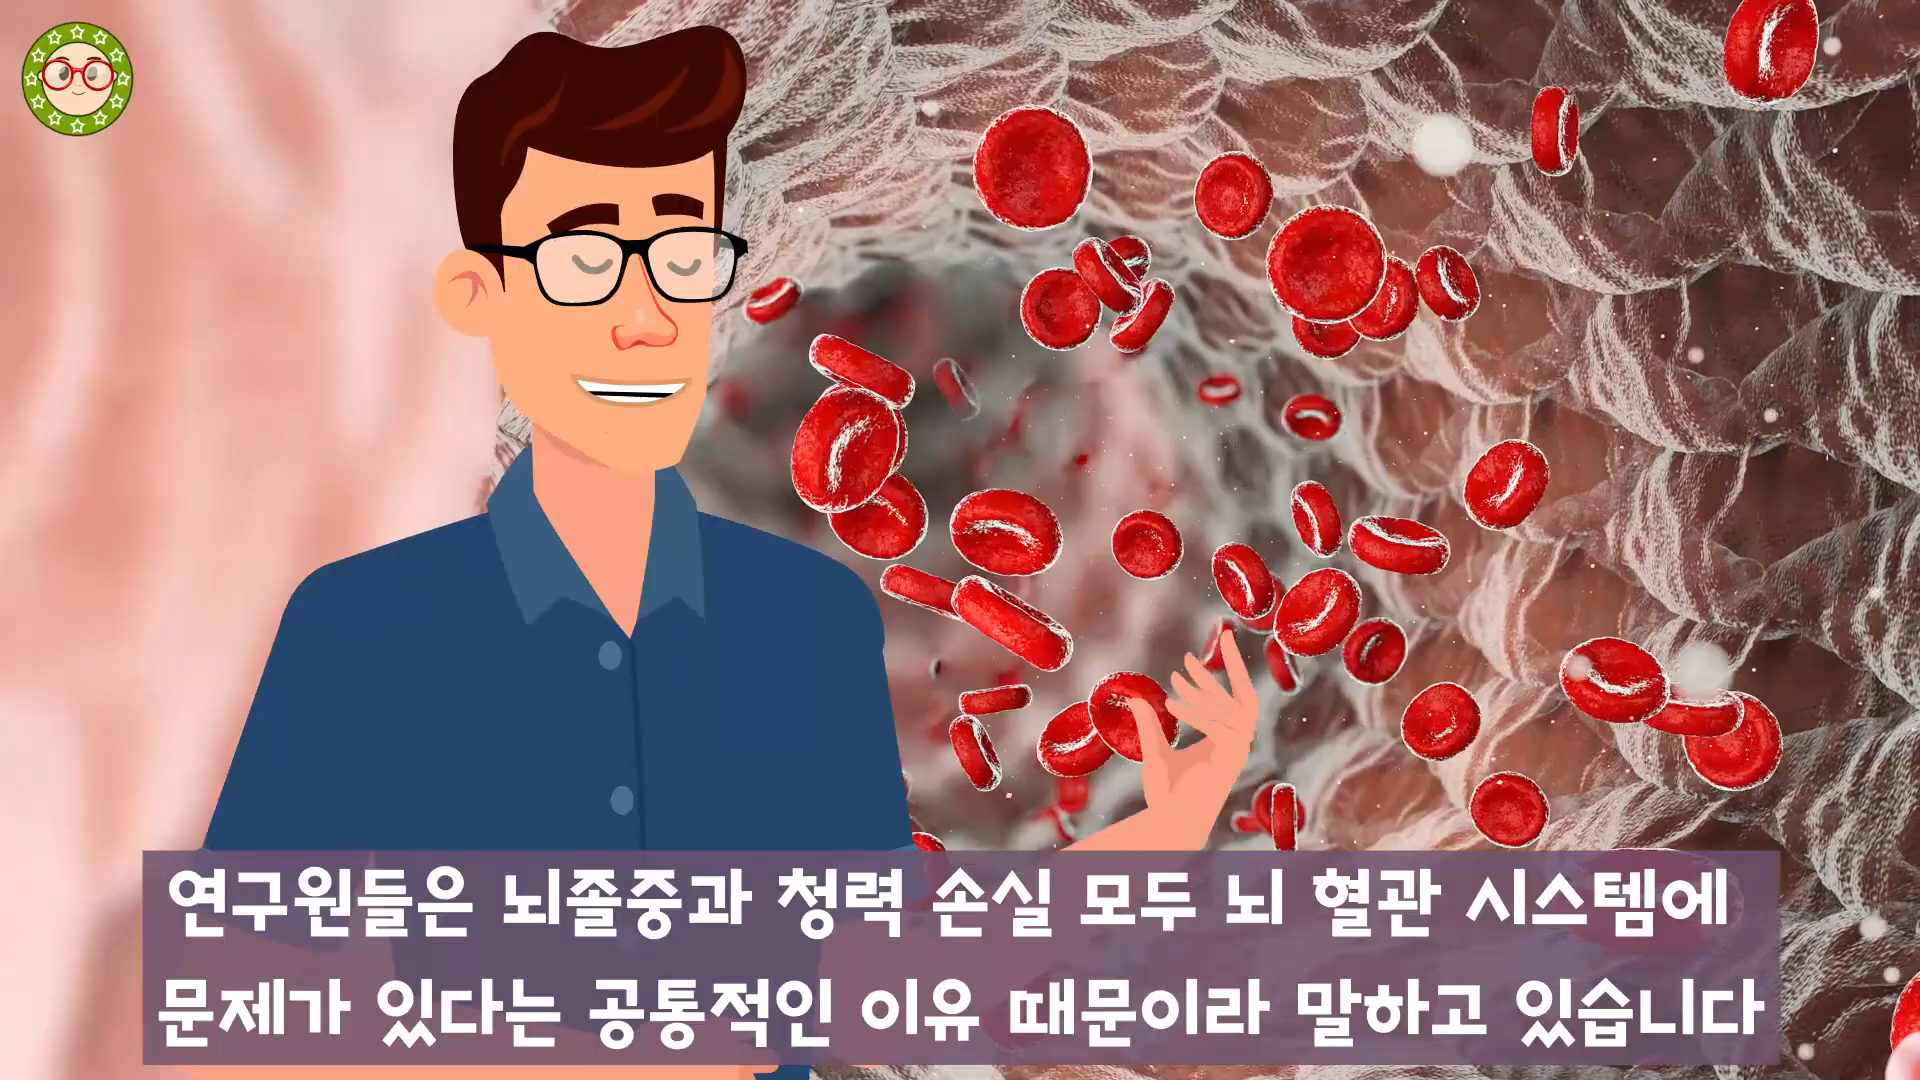 연구원들은 뇌졸중과 청력 손실 모두 뇌 혈관 시스템에
문제가 있다는 공통적인 이유 때문이라 말하고 있습니다